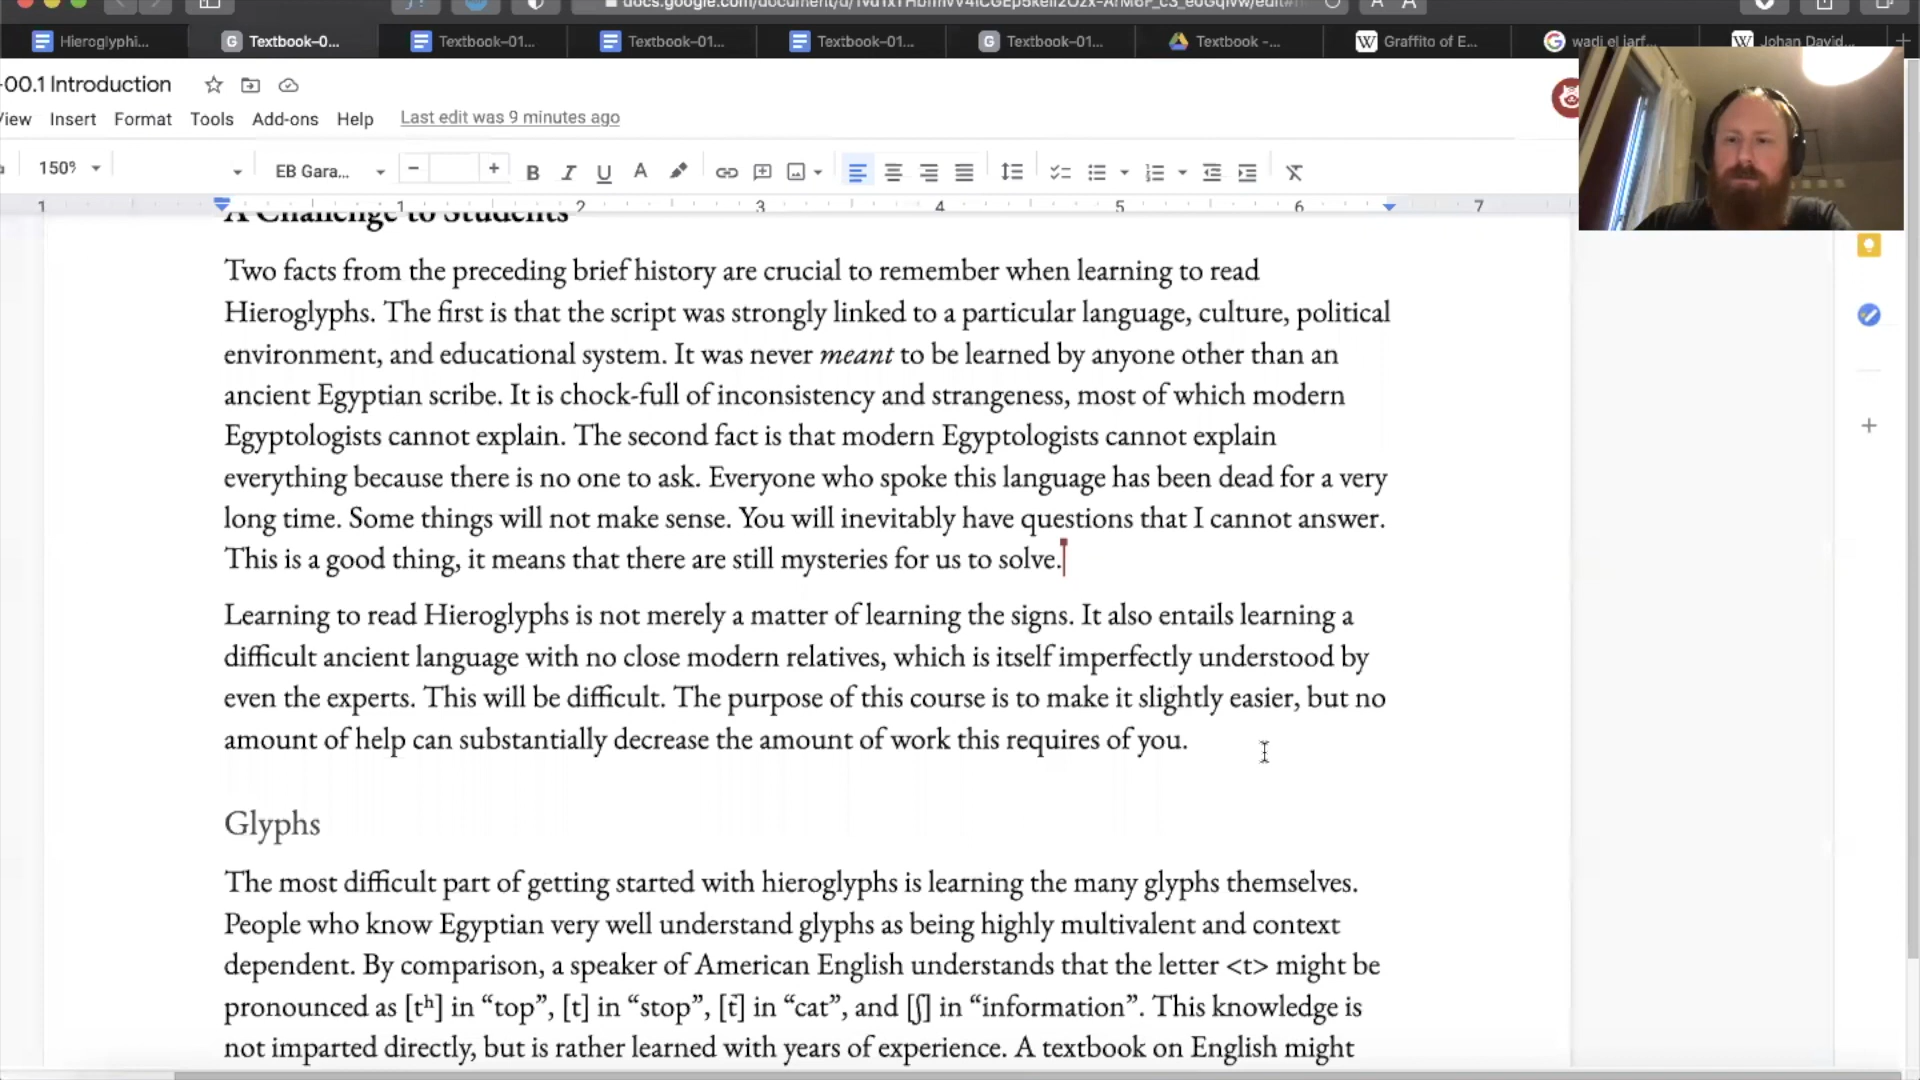 Hieroglyphi...
Textbook–0...
Textbook–01...
Textbook–01...
Textbook–01...
Textbook–01...
Textbook -...
Graffito of E...
wadi el jarf...
Johan David...
-00.1 Introduction
View Insert Format Tools Add-ons Help Last edit was 9 minutes ago
150% EB Gara... − + B I U A
1 1 2 3 4 5 6 7
A Challenge to Students
Two facts from the preceding brief history are crucial to remember when learning to read
Hieroglyphs. The first is that the script was strongly linked to a particular language, culture, political
environment, and educational system. It was never meant to be learned by anyone other than an
ancient Egyptian scribe. It is chock-full of inconsistency and strangeness, most of which modern
Egyptologists cannot explain. The second fact is that modern Egyptologists cannot explain
everything because there is no one to ask. Everyone who spoke this language has been dead for a very
long time. Some things will not make sense. You will inevitably have questions that I cannot answer.
This is a good thing, it means that there are still mysteries for us to solve.
Learning to read Hieroglyphs is not merely a matter of learning the signs. It also entails learning a
difficult ancient language with no close modern relatives, which is itself imperfectly understood by
even the experts. This will be difficult. The purpose of this course is to make it slightly easier, but no
amount of help can substantially decrease the amount of work this requires of you.
Glyphs
The most difficult part of getting started with hieroglyphs is learning the many glyphs themselves.
People who know Egyptian very well understand glyphs as being highly multivalent and context
dependent. By comparison, a speaker of American English understands that the letter <t> might be
pronounced as [tʰ] in “top”, [t] in “stop”, [t̚] in “cat”, and [ʃ] in “information”. This knowledge is
not imparted directly, but is rather learned with years of experience. A textbook on English might